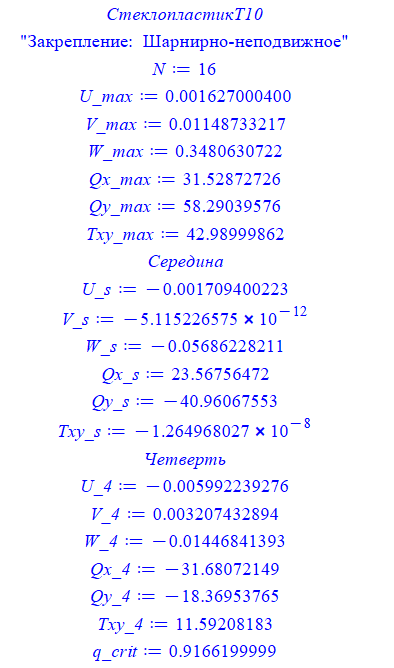 СтеклопластикT10
"Закрепление: Шарнирно-неподвижное"
N := 16
U_max := 0.001627000400
V_max := 0.01148733217
W_max := 0.3480630722
Qx_max := 31.52872726
Qy_max := 58.29039576
Txy_max := 42.98999862
Середина
U_s := −0.001709400223
V_s := −5.115226575 × 10⁻¹²
W_s := −0.05686228211
Qx_s := 23.56756472
Qy_s := −40.96067553
Txy_s := −1.264968027 × 10⁻⁸
Четверть
U_4 := −0.005992239276
V_4 := 0.003207432894
W_4 := −0.01446841393
Qx_4 := −31.68072149
Qy_4 := −18.36953765
Txy_4 := 11.59208183
q_crit := 0.9166199999